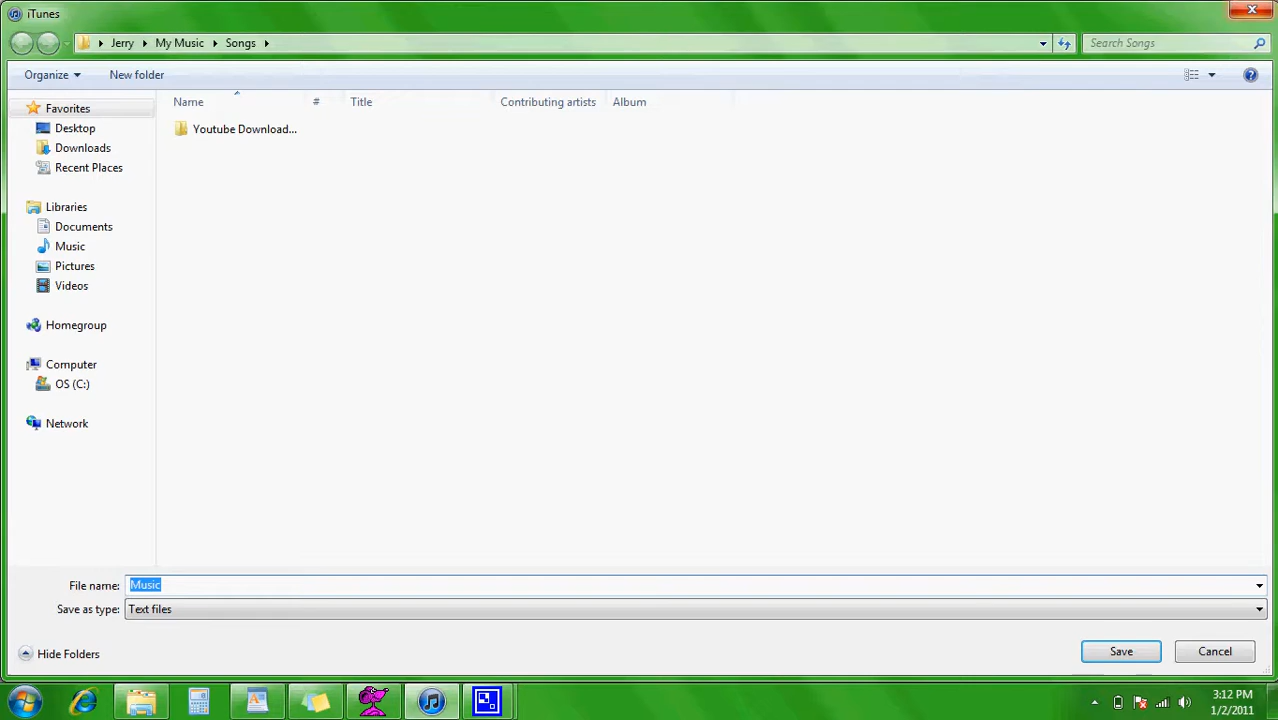 iTunes
Jerry My Music Songs Search Songs
Organize New folder
Name # Title Contributing artists Album
Favorites
Youtube Download...
Desktop
Downloads
Recent Places
Libraries
Documents
Music
Pictures
Videos
Homegroup
Computer
OS (C:)
Network
File name: Music
Save as type: Text files
Hide Folders Save Cancel
3:12 PM
1/2/2011